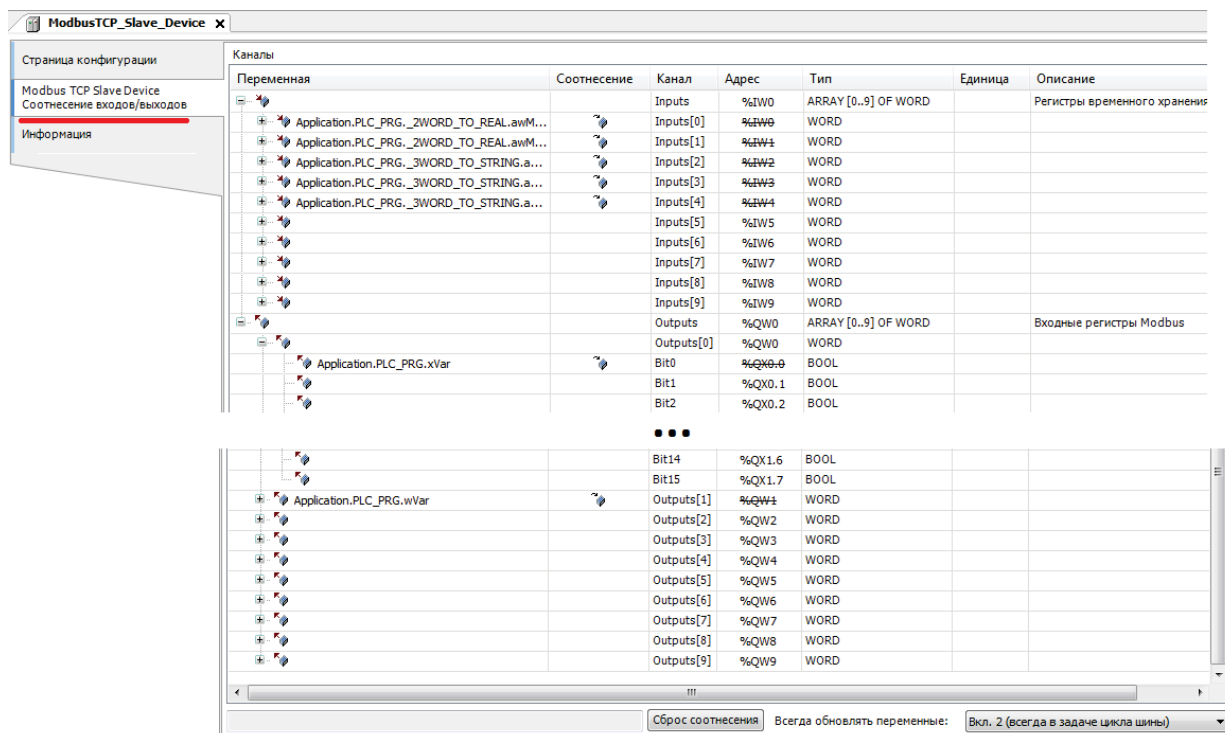 ModbusTCP_Slave_Device X
Страница конфигурации
Modbus TCP Slave Device
Соотнесение входов/выходов
Информация
Каналы
Переменная Соотнесение Канал Адрес Тип Единица Описание
Inputs %IW0 ARRAY [0..9] OF WORD Регистры временного хранения
Application.PLC_PRG._2WORD_TO_REAL.awM... Inputs[0] %IW0 WORD
Application.PLC_PRG._2WORD_TO_REAL.awM... Inputs[1] %IW1 WORD
Application.PLC_PRG._3WORD_TO_STRING.a... Inputs[2] %IW2 WORD
Application.PLC_PRG._3WORD_TO_STRING.a... Inputs[3] %IW3 WORD
Application.PLC_PRG._3WORD_TO_STRING.a... Inputs[4] %IW4 WORD
Inputs[5] %IW5 WORD
Inputs[6] %IW6 WORD
Inputs[7] %IW7 WORD
Inputs[8] %IW8 WORD
Inputs[9] %IW9 WORD
Outputs %QW0 ARRAY [0..9] OF WORD Входные регистры Modbus
Outputs[0] %QW0 WORD
Application.PLC_PRG.xVar Bit0 %QX0.0 BOOL
Bit1 %QX0.1 BOOL
Bit2 %QX0.2 BOOL
•••
Bit14 %QX1.6 BOOL
Bit15 %QX1.7 BOOL
Application.PLC_PRG.wVar Outputs[1] %QW1 WORD
Outputs[2] %QW2 WORD
Outputs[3] %QW3 WORD
Outputs[4] %QW4 WORD
Outputs[5] %QW5 WORD
Outputs[6] %QW6 WORD
Outputs[7] %QW7 WORD
Outputs[8] %QW8 WORD
Outputs[9] %QW9 WORD
Сброс соотнесения Всегда обновлять переменные: Вкл. 2 (всегда в задаче цикла шины)